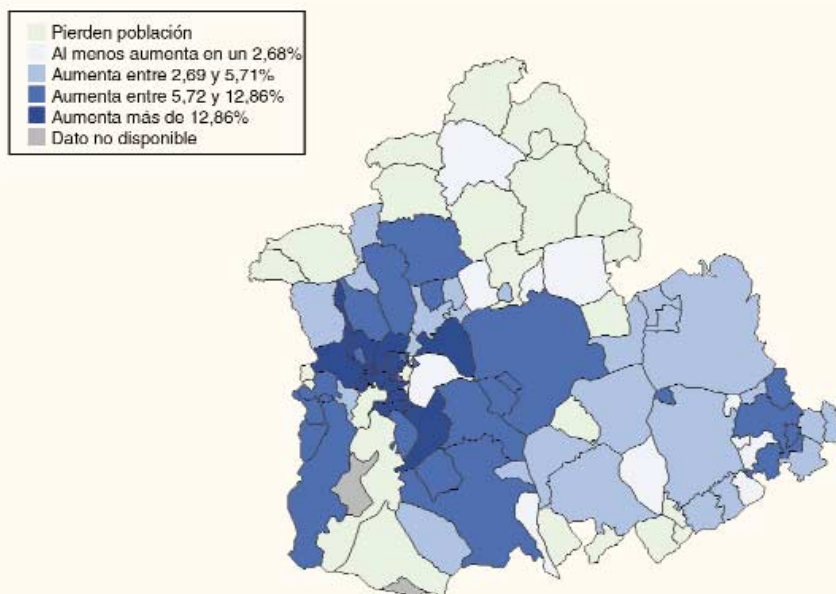 Pierden población
Al menos aumenta en un 2,68%
Aumenta entre 2,69 y 5,71%
Aumenta entre 5,72 y 12,86%
Aumenta más de 12,86%
Dato no disponible